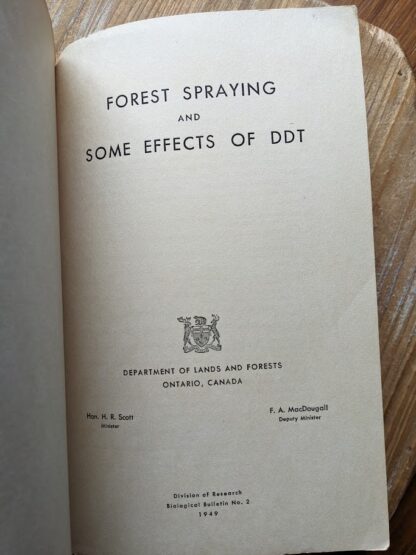 FOREST SPRAYING
AND
SOME EFFECTS OF DDT
DEPARTMENT OF LANDS AND FORESTS
ONTARIO, CANADA
Hon. H. R. Scott
Minister
F. A. MacDougall
Deputy Minister
Division of Research
Biological Bulletin No. 2
1949